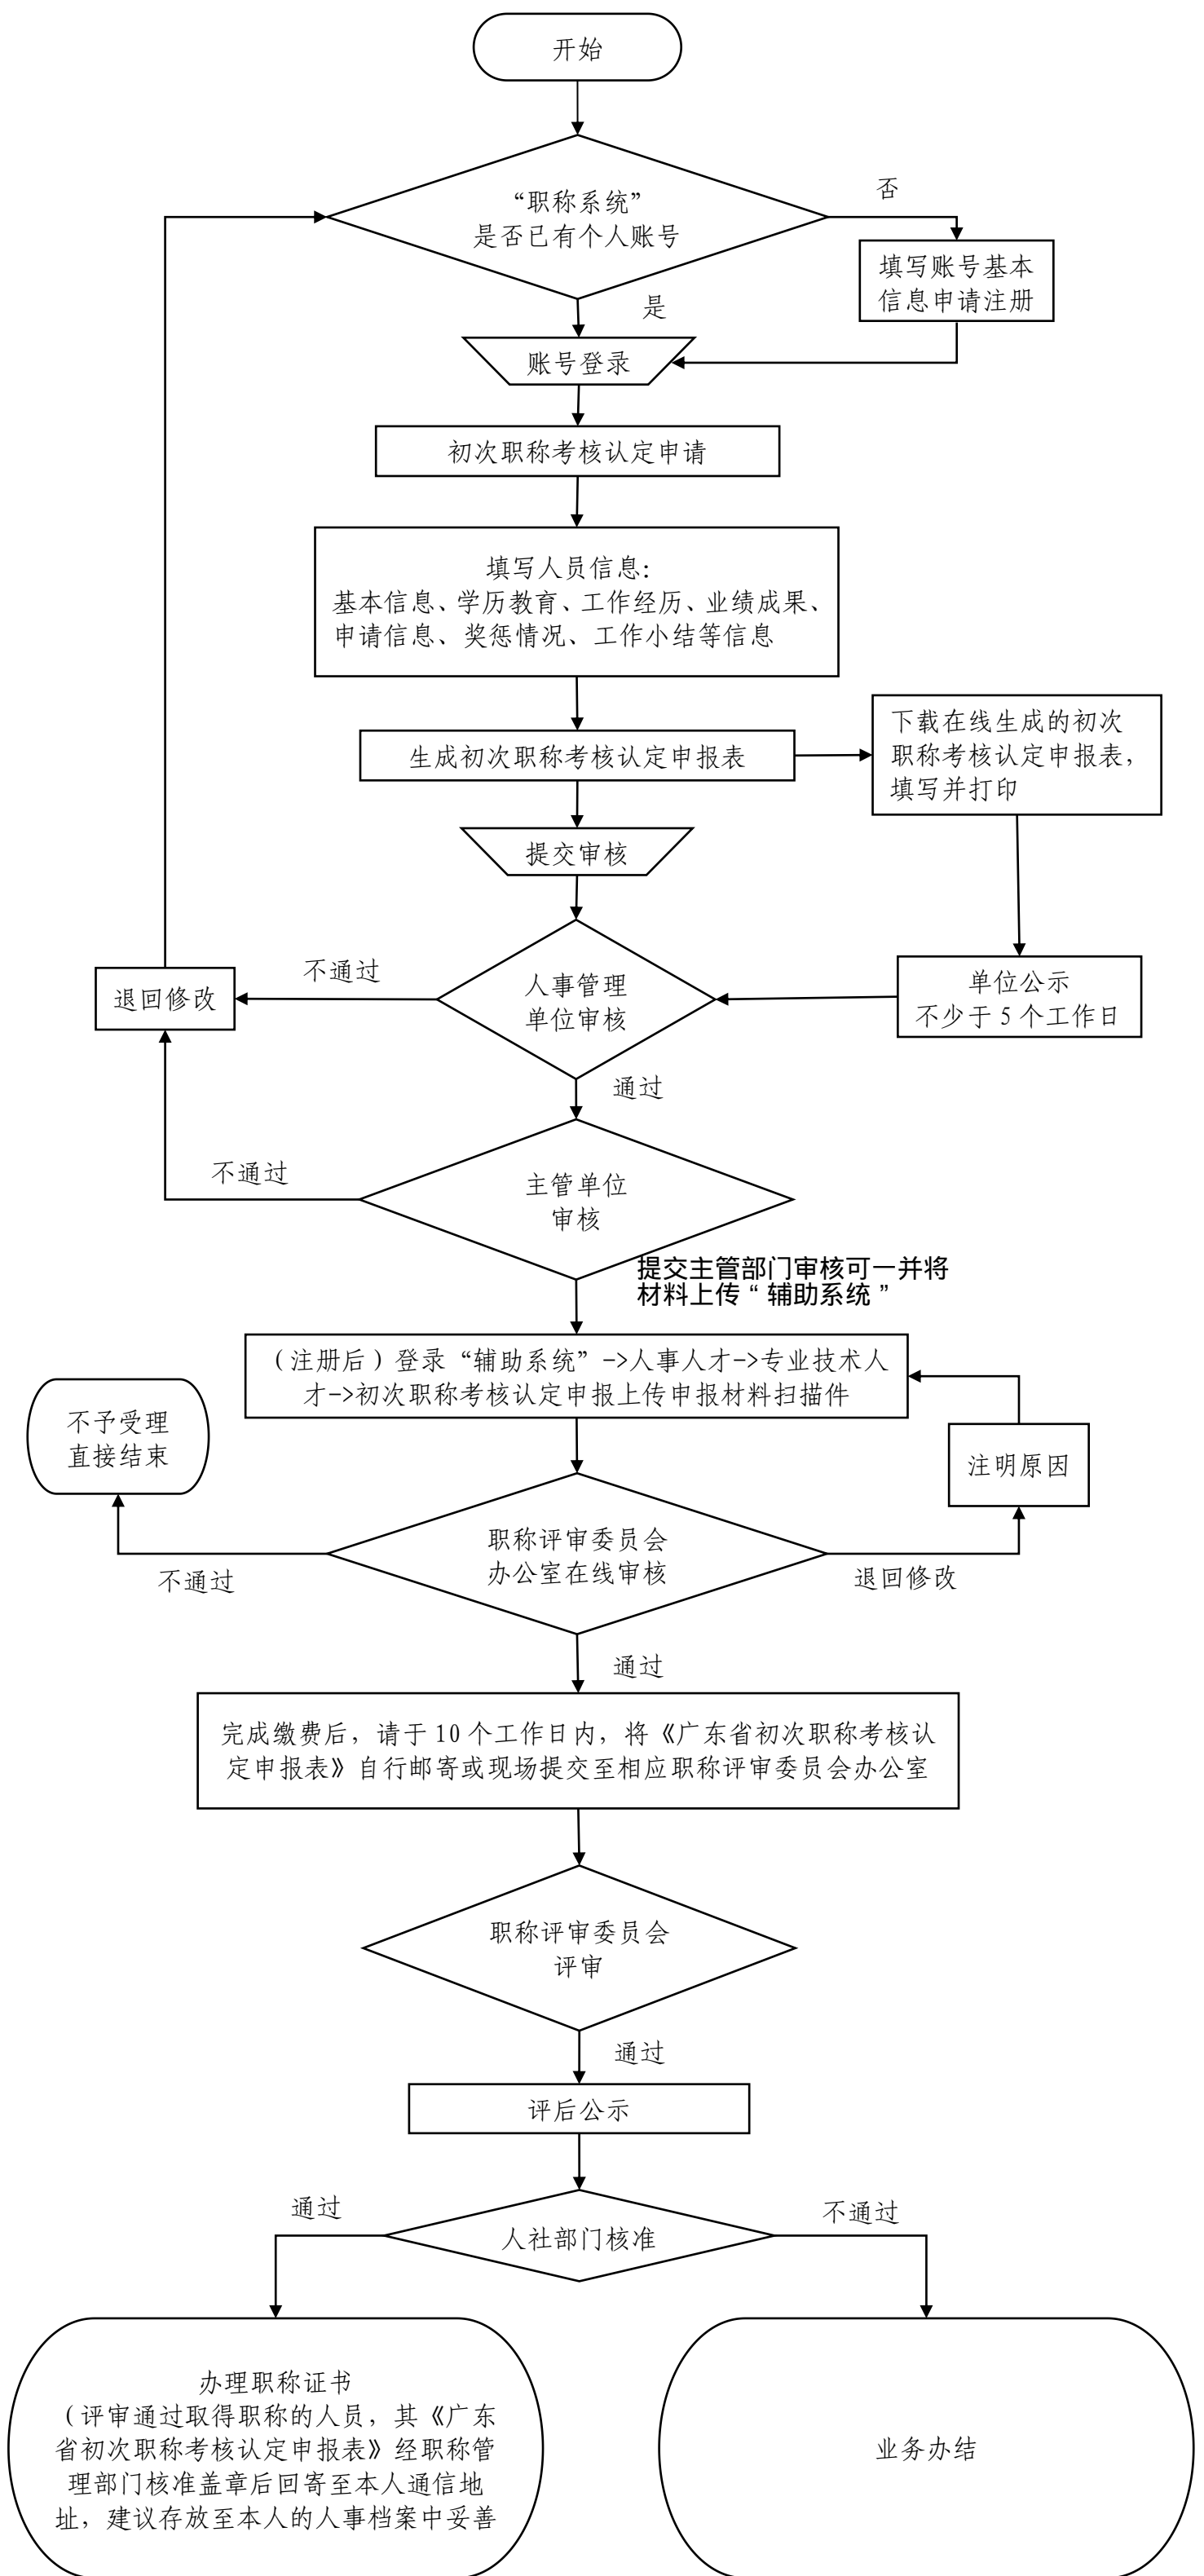 开始
“职称系统”
是否已有个人账号
否
填写账号基本
信息申请注册
是
账号登录
初次职称考核认定申请
填写人员信息：
基本信息、学历教育、工作经历、业绩成果、
申请信息、奖惩情况、工作小结等信息
生成初次职称考核认定申报表
下载在线生成的初次
职称考核认定申报表，
填写并打印
提交审核
不通过
退回修改
人事管理
单位审核
单位公示
不少于 5 个工作日
通过
不通过
主管单位
审核
提交主管部门审核可一并将
材料上传“辅助系统”
（注册后）登录“辅助系统”->人事人才->专业技术人
才->初次职称考核认定申报上传申报材料扫描件
不予受理
直接结束
注明原因
职称评审委员会
办公室在线审核
不通过
退回修改
通过
完成缴费后，请于 10 个工作日内，将《广东省初次职称考核认
定申报表》自行邮寄或现场提交至相应职称评审委员会办公室
职称评审委员会
评审
通过
评后公示
通过
不通过
人社部门核准
办理职称证书
（评审通过取得职称的人员，其《广东
省初次职称考核认定申报表》经职称管
理部门核准盖章后回寄至本人通信地
址，建议存放至本人的人事档案中妥善
业务办结